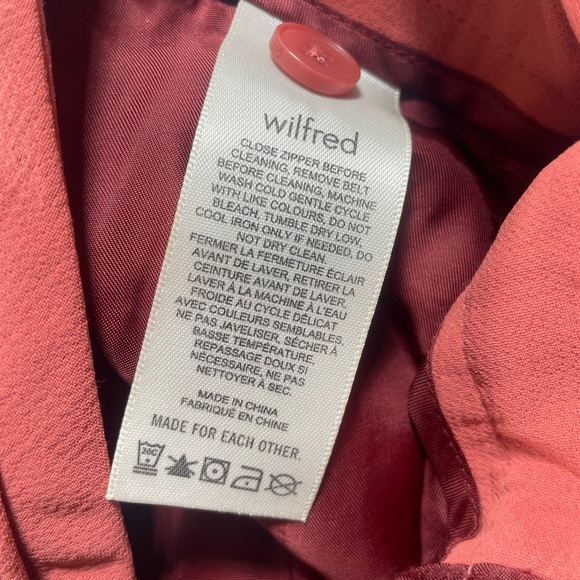 wilfred
CLOSE ZIPPER BEFORE
CLEANING, REMOVE BELT
BEFORE CLEANING, MACHINE
WASH COLD GENTLE CYCLE
WITH LIKE COLOURS, DO NOT
BLEACH, TUMBLE DRY LOW,
COOL IRON ONLY IF NEEDED, DO
NOT DRY CLEAN.
FERMER LA FERMETURE ÉCLAIR
AVANT DE LAVER, RETIRER LA
CEINTURE AVANT DE LAVER,
LAVER À LA MACHINE À L'EAU
FROIDE AU CYCLE DÉLICAT
AVEC COULEURS SEMBLABLES,
NE PAS JAVELISER, SÉCHER À
BASSE TEMPÉRATURE,
REPASSAGE DOUX SI
NÉCESSAIRE, NE PAS
NETTOYER À SEC.
MADE IN CHINA
FABRIQUÉ EN CHINE
MADE FOR EACH OTHER.
30C